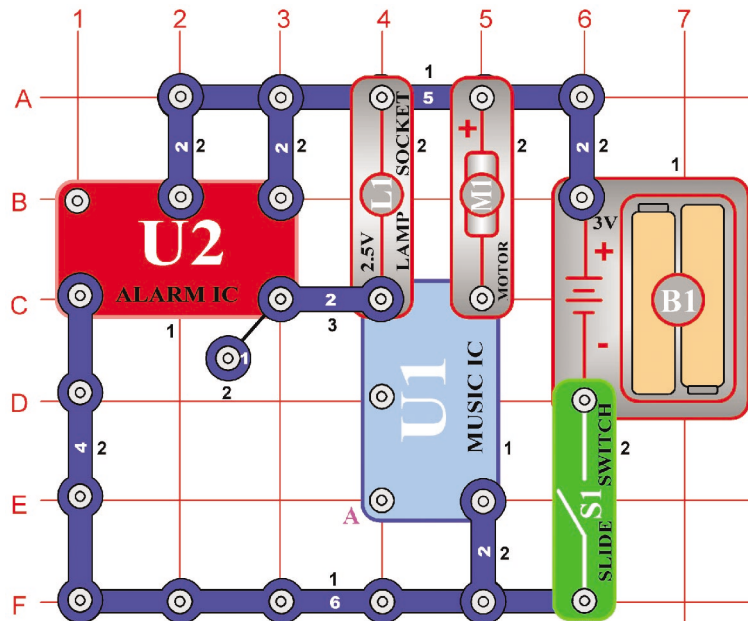 1 2 3 4 5 6 7
A
1
5
2 2
2 2
L1
SOCKET
LAMP
2.5V
2
+
M1
MOTOR
2
2 2
B
U2
ALARM IC
1
1
3V
+
-
B1
C
2
3
1
2
U1
MUSIC IC
1
A
D
4 2
S1
SLIDE SWITCH
2
E
2 2
F
1
6